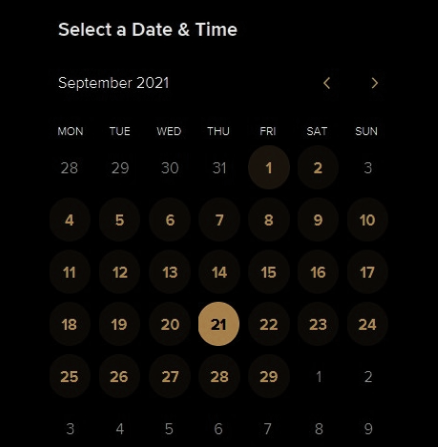 Select a Date & Time
September 2021
MON TUE WED THU FRI SAT SUN
28 29 30 31 1 2 3
4 5 6 7 8 9 10
11 12 13 14 15 16 17
18 19 20 21 22 23 24
25 26 27 28 29 1 2
3 4 5 6 7 8 9